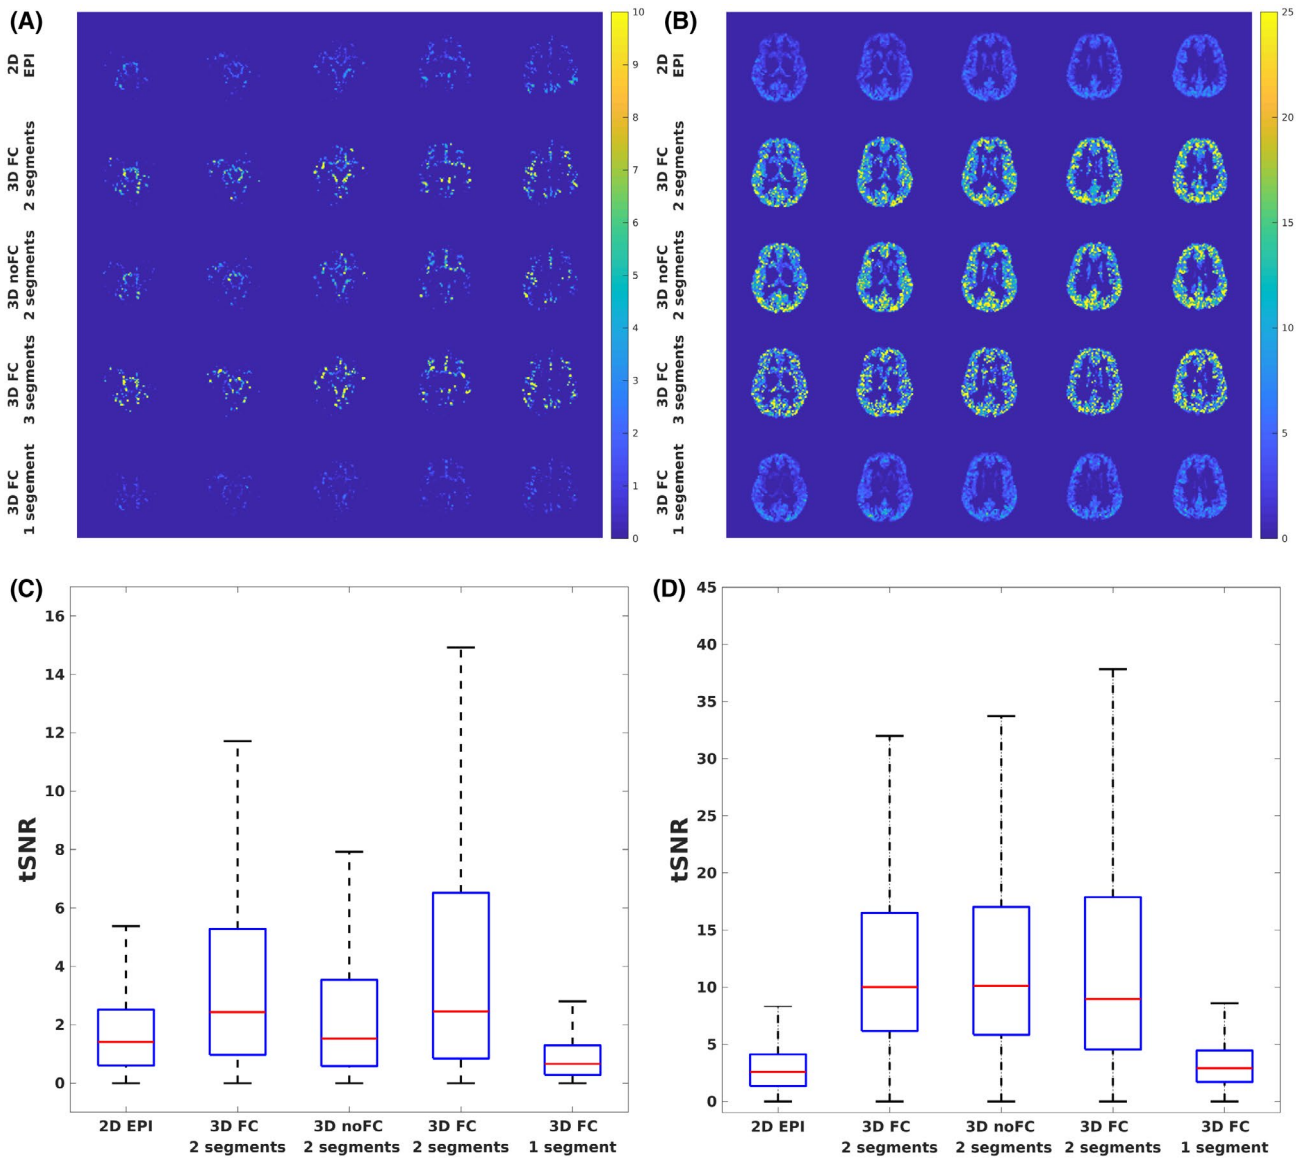 (A)
2D
EPI
3D FC
2 segments
3D noFC
2 segments
3D FC
3 segments
3D FC
1 segement
10
9
8
7
6
5
4
3
2
1
0
(B)
2D
EPI
3D FC
2 segments
3D noFC
2 segments
3D FC
3 segments
3D FC
1 segement
25
20
15
10
5
0
(C)
tSNR
16
14
12
10
8
6
4
2
0
2D EPI
3D FC
2 segments
3D noFC
2 segments
3D FC
2 segments
3D FC
1 segment
(D)
tSNR
45
40
35
30
25
20
15
10
5
0
2D EPI
3D FC
2 segments
3D noFC
2 segments
3D FC
2 segments
3D FC
1 segment